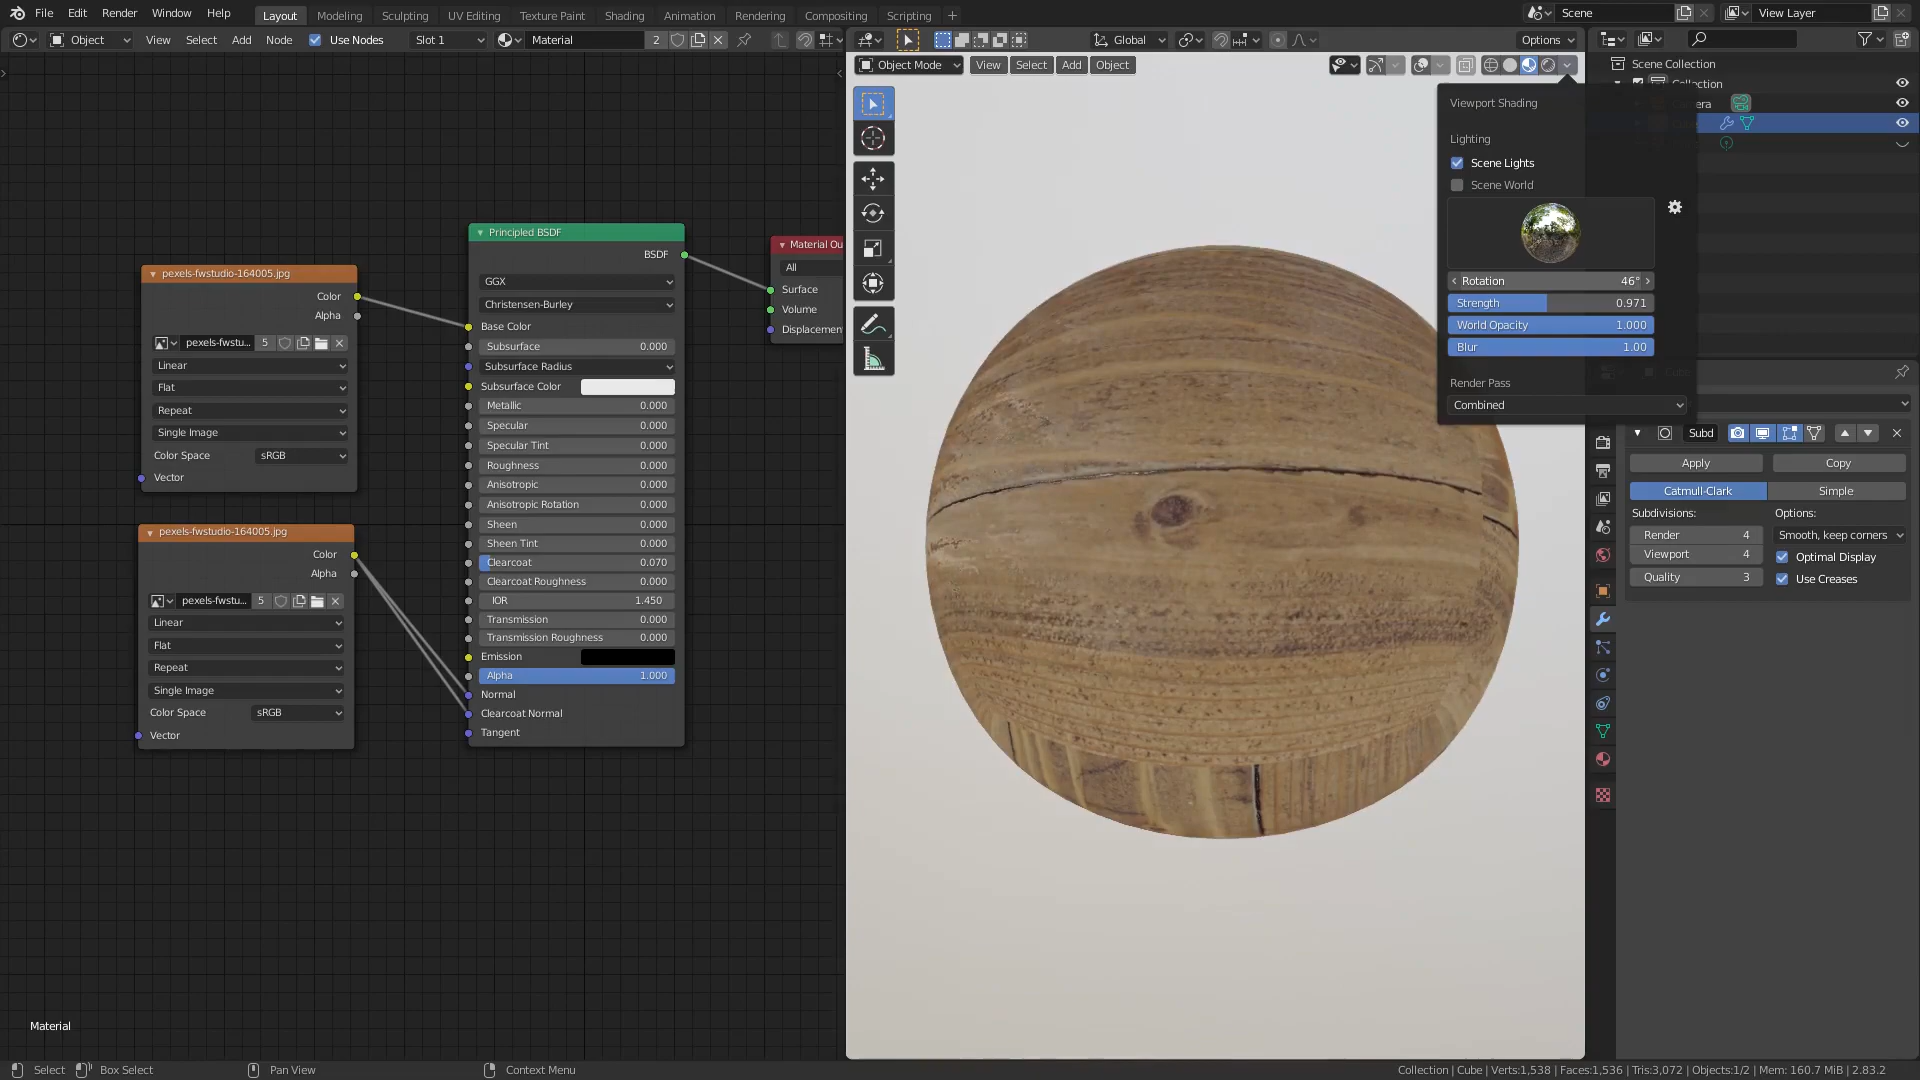 File Edit Render Window Help Layout Modeling Sculpting UV Editing Texture Paint Shading Animation Rendering Compositing Scripting + Scene View Layer
Object View Select Add Node Use Nodes Slot 1 Material 2 Global Options
Object Mode View Select Add Object
Scene Collection
Collection
Viewport Shading
Lighting
Scene Lights
Scene World
Rotation 46°
Strength 0.971
World Opacity 1.000
Blur 1.00
Render Pass
Combined
pexels-fwstudio-164005.jpg
Color
Alpha
pexels-fwstu... 5
Linear
Flat
Repeat
Single Image
Color Space sRGB
Vector
pexels-fwstudio-164005.jpg
Color
Alpha
pexels-fwstu... 5
Linear
Flat
Repeat
Single Image
Color Space sRGB
Vector
Principled BSDF
BSDF
GGX
Christensen-Burley
Base Color
Subsurface 0.000
Subsurface Radius
Subsurface Color
Metallic 0.000
Specular 0.000
Specular Tint 0.000
Roughness 0.000
Anisotropic 0.000
Anisotropic Rotation 0.000
Sheen 0.000
Sheen Tint 0.000
Clearcoat 0.070
Clearcoat Roughness 0.000
IOR 1.450
Transmission 0.000
Transmission Roughness 0.000
Emission
Alpha 1.000
Normal
Clearcoat Normal
Tangent
Material Ou
All
Surface
Volume
Displacement
Subd
Apply Copy
Catmull-Clark Simple
Subdivisions: Options:
Render 4 Smooth, keep corners
Viewport 4 Optimal Display
Quality 3 Use Creases
Material
Select Box Select Pan View Context Menu Collection | Cube | Verts:1,538 | Faces:1,536 | Tris:3,072 | Objects:1/2 | Mem: 160.7 MiB | 2.83.2